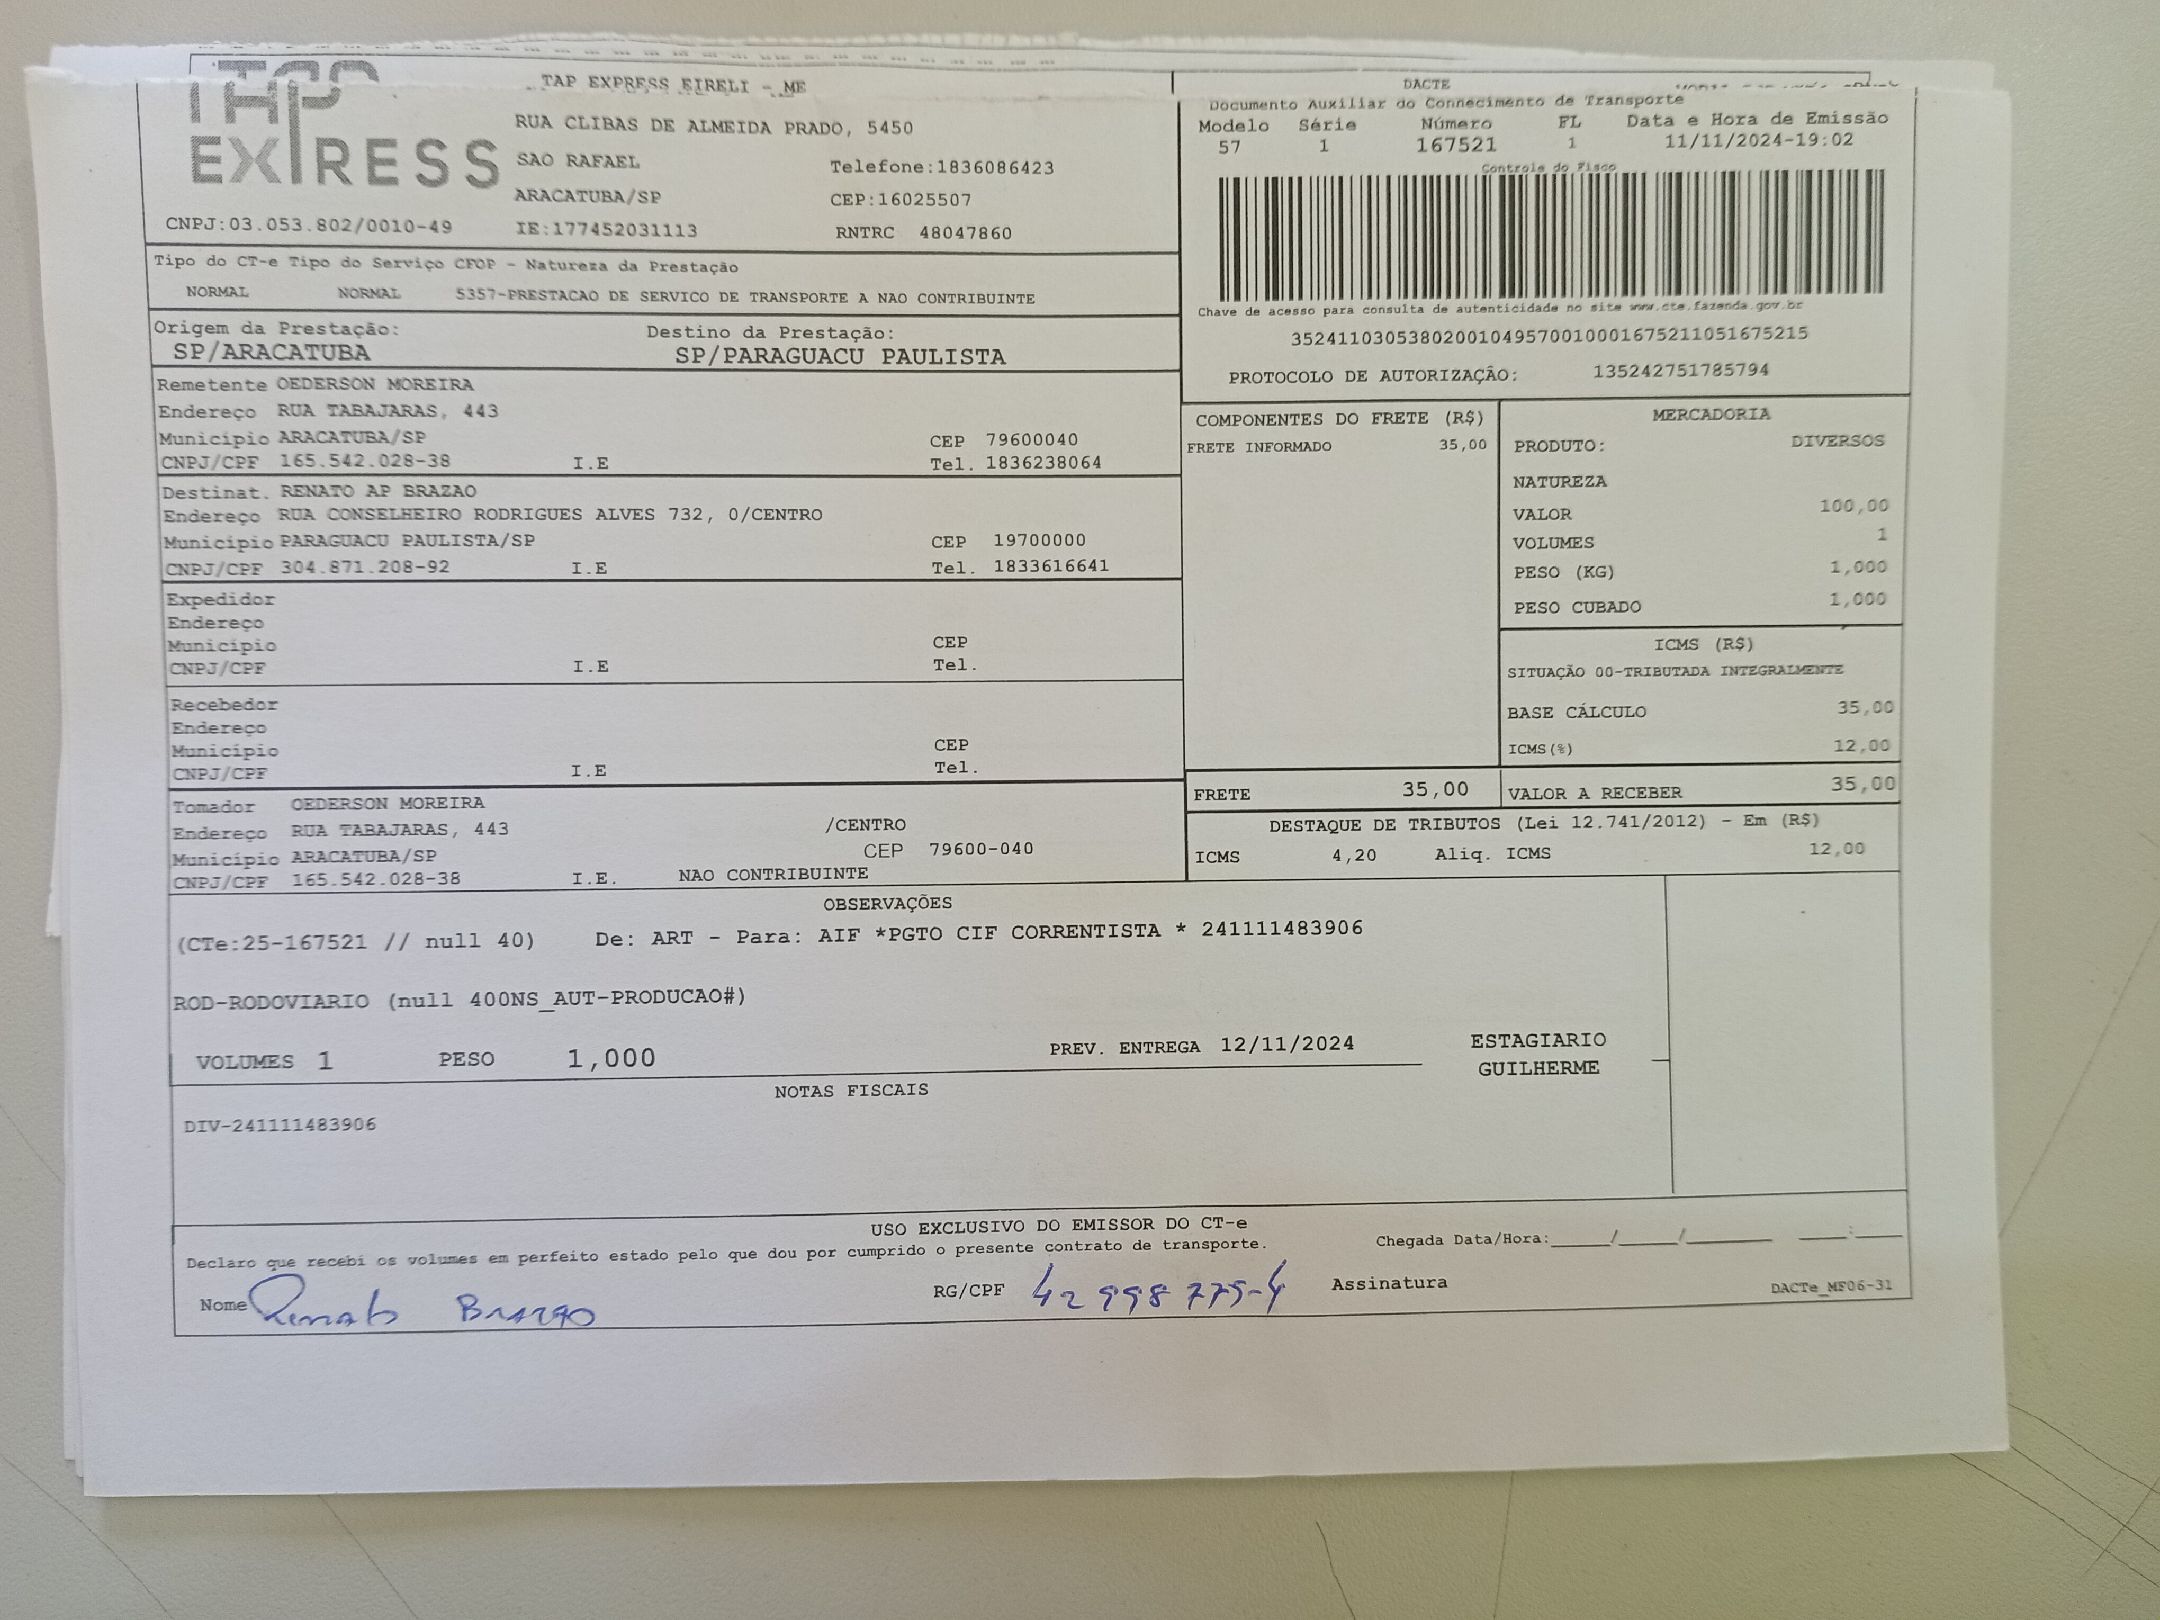 TAP
EXPRESS
CNPJ:03.053.802/0010-49
TAP EXPRESS EIRELI - ME
RUA CLIBAS DE ALMEIDA PRADO, 5450
SAO RAFAEL Telefone:1836086423
ARACATUBA/SP CEP:16025507
IE:177452031113 RNTRC 48047860
DACTE
Documento Auxiliar do Conhecimento de Transporte
Modelo Série Número FL Data e Hora de Emissão
57 1 167521 1 11/11/2024-19:02
Controle do Fisco
Chave de acesso para consulta de autenticidade no site www.cte.fazenda.gov.br
35241103053802001049570010001675211051675215
PROTOCOLO DE AUTORIZAÇÃO: 135242751785794
Tipo do CT-e Tipo do Serviço CFOP - Natureza da Prestação
NORMAL NORMAL 5357-PRESTACAO DE SERVICO DE TRANSPORTE A NAO CONTRIBUINTE
Origem da Prestação: Destino da Prestação:
SP/ARACATUBA SP/PARAGUACU PAULISTA
Remetente OEDERSON MOREIRA
Endereço RUA TABAJARAS, 443
Município ARACATUBA/SP CEP 79600040
CNPJ/CPF 165.542.028-38 I.E Tel. 1836238064
Destinat. RENATO AP BRAZAO
Endereço RUA CONSELHEIRO RODRIGUES ALVES 732, 0/CENTRO
Município PARAGUACU PAULISTA/SP CEP 19700000
CNPJ/CPF 304.871.208-92 I.E Tel. 1833616641
Expedidor
Endereço
Município CEP
CNPJ/CPF I.E Tel.
Recebedor
Endereço
Município CEP
CNPJ/CPF I.E Tel.
Tomador OEDERSON MOREIRA
Endereço RUA TABAJARAS, 443 /CENTRO
Município ARACATUBA/SP CEP 79600-040
CNPJ/CPF 165.542.028-38 I.E. NAO CONTRIBUINTE
COMPONENTES DO FRETE (R$)
FRETE INFORMADO 35,00
MERCADORIA
PRODUTO: DIVERSOS
NATUREZA
VALOR 100,00
VOLUMES 1
PESO (KG) 1,000
PESO CUBADO 1,000
ICMS (R$)
SITUAÇÃO 00-TRIBUTADA INTEGRALMENTE
BASE CÁLCULO 35,00
ICMS(%) 12,00
FRETE 35,00 VALOR A RECEBER 35,00
DESTAQUE DE TRIBUTOS (Lei 12.741/2012) - Em (R$)
ICMS 4,20 Aliq. ICMS 12,00
OBSERVAÇÕES
(CTe:25-167521 // null 40) De: ART - Para: AIF *PGTO CIF CORRENTISTA * 241111483906
ROD-RODOVIARIO (null 400NS_AUT-PRODUCAO#)
VOLUMES 1 PESO 1,000 PREV. ENTREGA 12/11/2024 ESTAGIARIO
GUILHERME
NOTAS FISCAIS
DIV-241111483906
USO EXCLUSIVO DO EMISSOR DO CT-e
Declaro que recebi os volumes em perfeito estado pelo que dou por cumprido o presente contrato de transporte. Chegada Data/Hora:_____/_____/_______ ____:____
Nome Renato Brazao RG/CPF 42998775-4 Assinatura DACTe_MF06-31